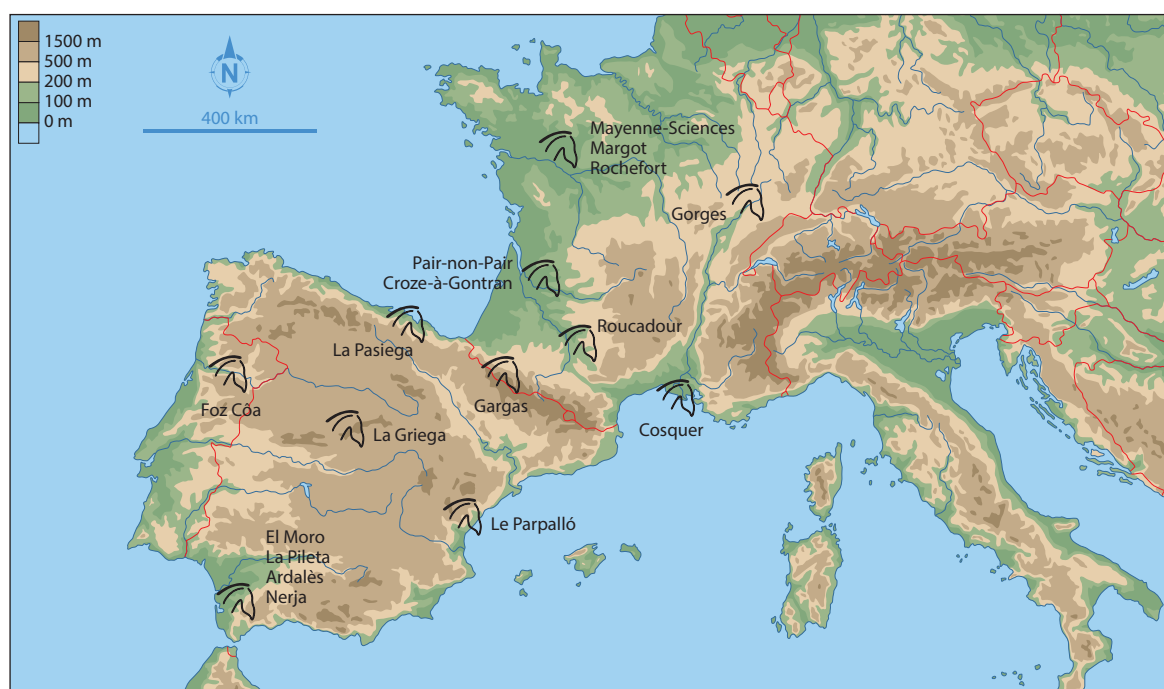 1500 m
500 m
200 m
100 m
0 m
N
400 km
Mayenne-Sciences
Margot
Rochefort
Gorges
Pair-non-Pair
Croze-à-Gontran
Roucadour
La Pasiega
Gargas
Foz Côa
Cosquer
La Griega
Le Parpalló
El Moro
La Pileta
Ardalès
Nerja